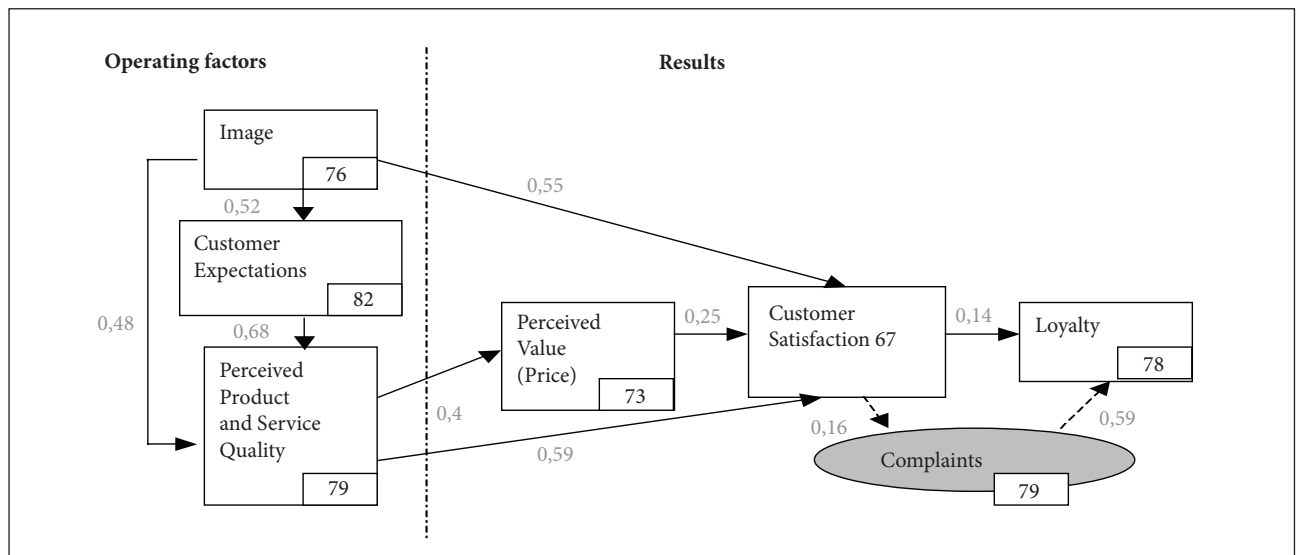 Operating factors
Results
Image
76
0,52
0,55
Customer
Expectations
82
0,48
0,68
Perceived
Product
and Service
Quality
79
0,4
0,59
Perceived
Value
(Price)
73
0,25
Customer
Satisfaction 67
0,14
Loyalty
78
0,16
0,59
Complaints
79